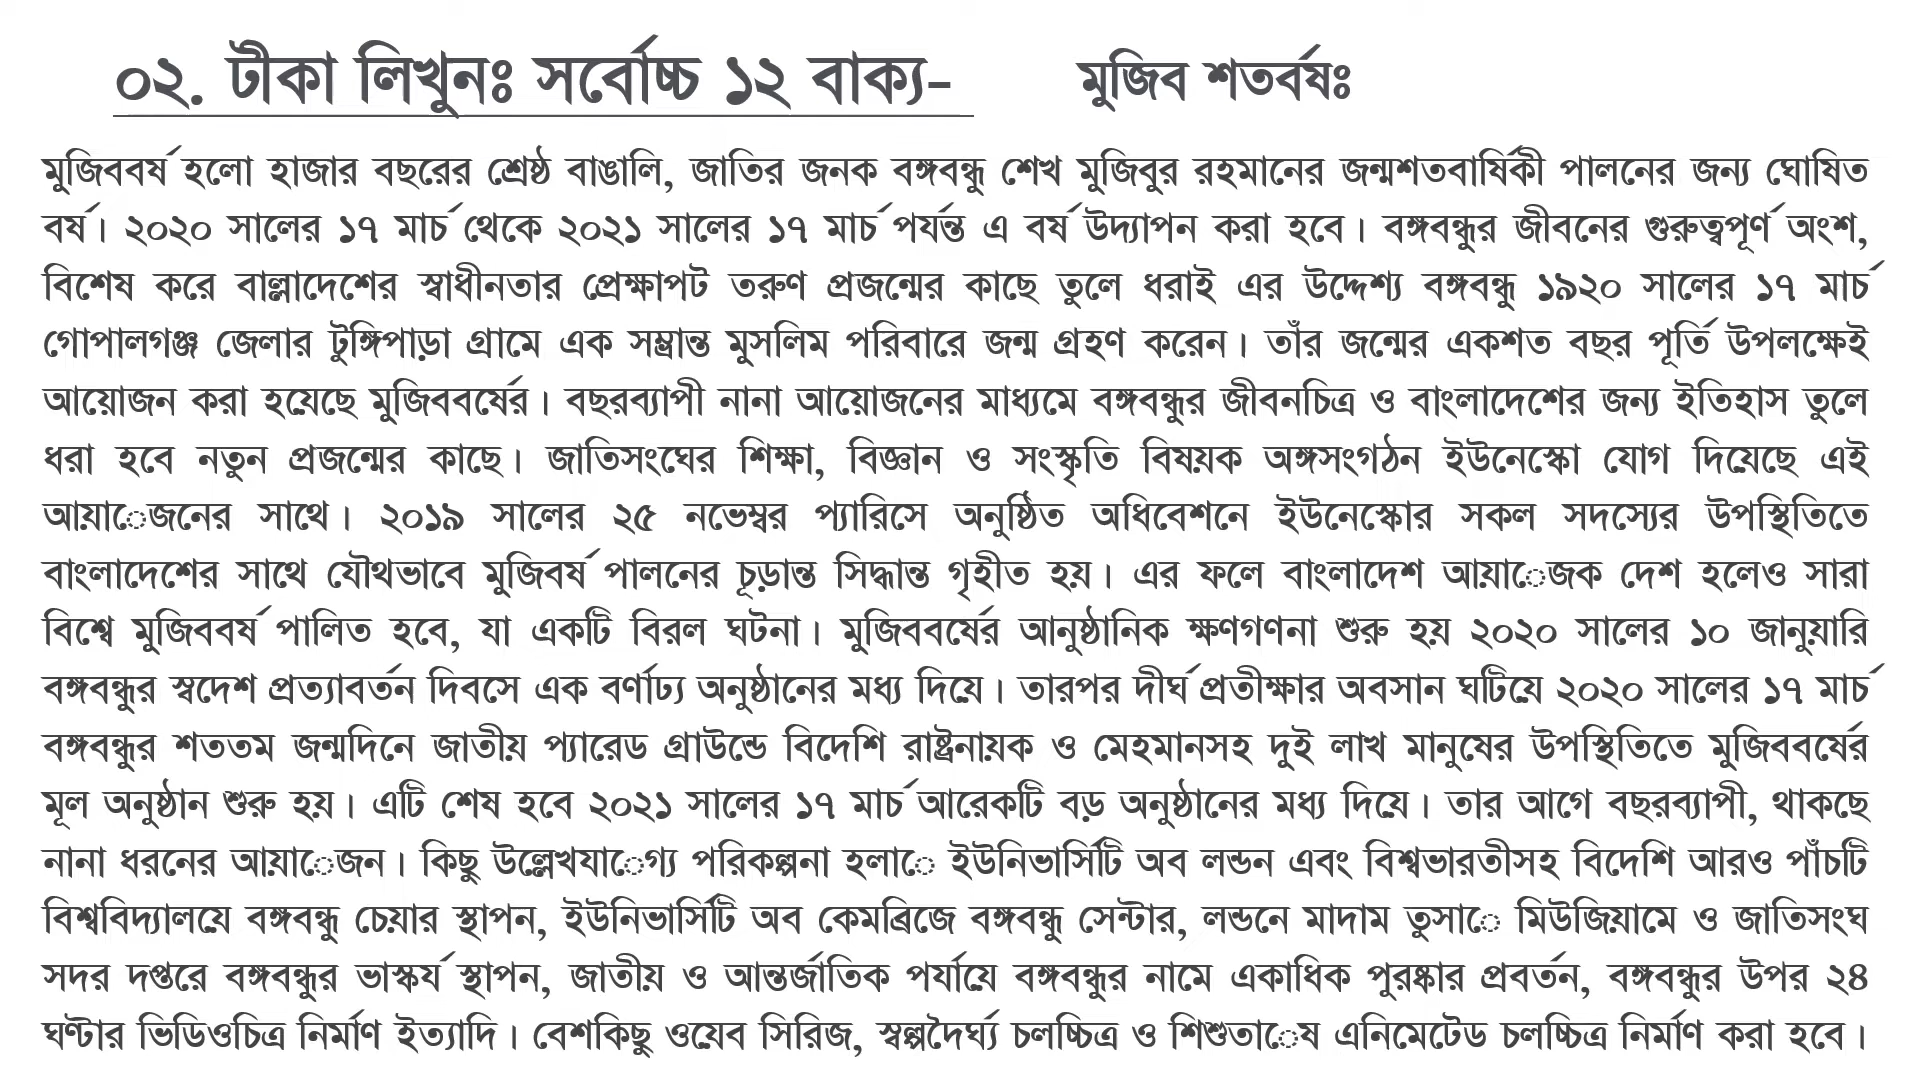 ০২. টীকা লিখুনঃ সর্বোচ্চ ১২ বাক্য- মুজিব শতবর্ষঃ
মুজিববর্ষ হলো হাজার বছরের শ্রেষ্ঠ বাঙালি, জাতির জনক বঙ্গবন্ধু শেখ মুজিবুর রহমানের জন্মশতবার্ষিকী পালনের জন্য ঘোষিত
বর্ষ। ২০২০ সালের ১৭ মার্চ থেকে ২০২১ সালের ১৭ মার্চ পর্যন্ত এ বর্ষ উদ্যাপন করা হবে। বঙ্গবন্ধুর জীবনের গুরুত্বপূর্ণ অংশ,
বিশেষ করে বাল্লাদেশের স্বাধীনতার প্রেক্ষাপট তরুণ প্রজন্মের কাছে তুলে ধরাই এর উদ্দেশ্য বঙ্গবন্ধু ১৯২০ সালের ১৭ মার্চ
গোপালগঞ্জ জেলার টুঙ্গিপাড়া গ্রামে এক সম্ভ্রান্ত মুসলিম পরিবারে জন্ম গ্রহণ করেন। তাঁর জন্মের একশত বছর পূর্তি উপলক্ষেই
আয়োজন করা হয়েছে মুজিববর্ষের। বছরব্যাপী নানা আয়োজনের মাধ্যমে বঙ্গবন্ধুর জীবনচিত্র ও বাংলাদেশের জন্য ইতিহাস তুলে
ধরা হবে নতুন প্রজন্মের কাছে। জাতিসংঘের শিক্ষা, বিজ্ঞান ও সংস্কৃতি বিষয়ক অঙ্গসংগঠন ইউনেস্কো যোগ দিয়েছে এই
আয়ােজনের সাথে। ২০১৯ সালের ২৫ নভেম্বর প্যারিসে অনুষ্ঠিত অধিবেশনে ইউনেস্কোর সকল সদস্যের উপস্থিতিতে
বাংলাদেশের সাথে যৌথভাবে মুজিবর্ষ পালনের চূড়ান্ত সিদ্ধান্ত গৃহীত হয়। এর ফলে বাংলাদেশ আয়ােজক দেশ হলেও সারা
বিশ্বে মুজিববর্ষ পালিত হবে, যা একটি বিরল ঘটনা। মুজিববর্ষের আনুষ্ঠানিক ক্ষণগণনা শুরু হয় ২০২০ সালের ১০ জানুয়ারি
বঙ্গবন্ধুর স্বদেশ প্রত্যাবর্তন দিবসে এক বর্ণাঢ্য অনুষ্ঠানের মধ্য দিয়ে। তারপর দীর্ঘ প্রতীক্ষার অবসান ঘটিয়ে ২০২০ সালের ১৭ মার্চ
বঙ্গবন্ধুর শততম জন্মদিনে জাতীয় প্যারেড গ্রাউন্ডে বিদেশি রাষ্ট্রনায়ক ও মেহমানসহ দুই লাখ মানুষের উপস্থিতিতে মুজিববর্ষের
মূল অনুষ্ঠান শুরু হয়। এটি শেষ হবে ২০২১ সালের ১৭ মার্চ আরেকটি বড় অনুষ্ঠানের মধ্য দিয়ে। তার আগে বছরব্যাপী, থাকছে
নানা ধরনের আয়ােজন। কিছু উল্লেখযােগ্য পরিকল্পনা হলাে ইউনিভার্সিটি অব লন্ডন এবং বিশ্বভারতীসহ বিদেশি আরও পাঁচটি
বিশ্ববিদ্যালয়ে বঙ্গবন্ধু চেয়ার স্থাপন, ইউনিভার্সিটি অব কেমব্রিজে বঙ্গবন্ধু সেন্টার, লন্ডনে মাদাম তুসাে মিউজিয়ামে ও জাতিসংঘ
সদর দপ্তরে বঙ্গবন্ধুর ভাস্কর্য স্থাপন, জাতীয় ও আন্তর্জাতিক পর্যায়ে বঙ্গবন্ধুর নামে একাধিক পুরষ্কার প্রবর্তন, বঙ্গবন্ধুর উপর ২৪
ঘণ্টার ভিডিওচিত্র নির্মাণ ইত্যাদি। বেশকিছু ওয়েব সিরিজ, স্বল্পদৈর্ঘ্য চলচ্চিত্র ও শিশুতােষ এনিমেটেড চলচ্চিত্র নির্মাণ করা হবে।